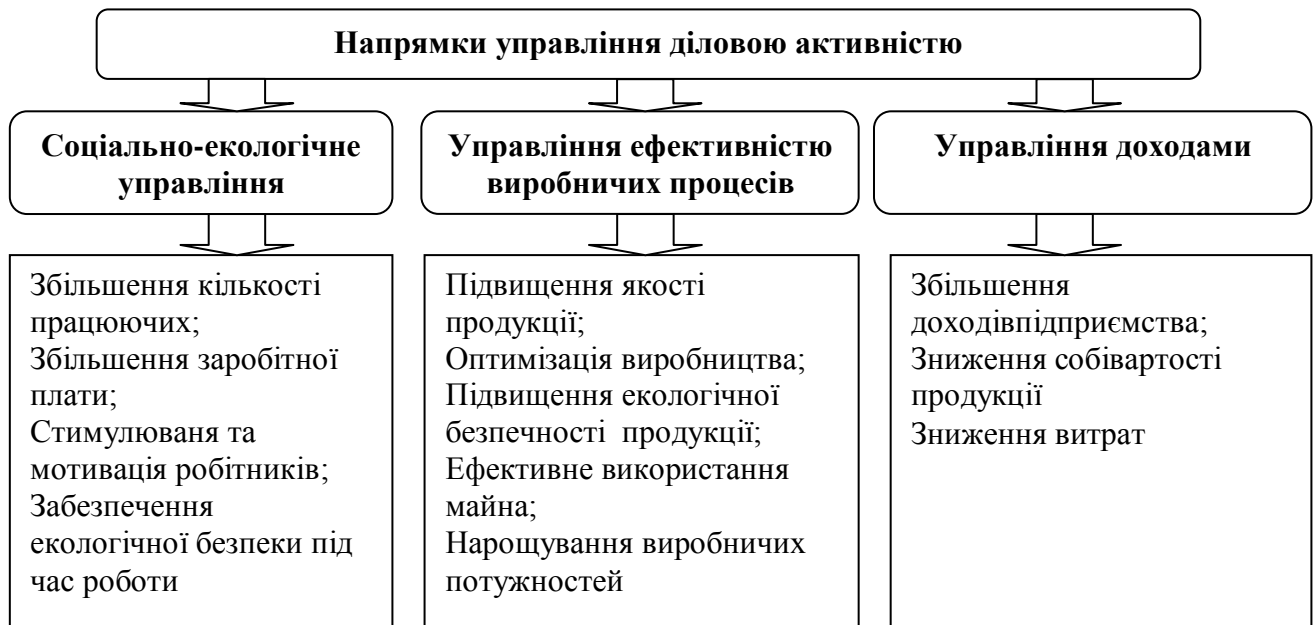 Напрямки управління діловою активністю
Соціально-екологічне
управління
Управління ефективністю
виробничих процесів
Управління доходами
Збільшення кількості
працюючих;
Збільшення заробітної
плати;
Стимулюваня та
мотивація робітників;
Забезпечення
екологічної безпеки під
час роботи
Підвищення якості
продукції;
Оптимізація виробництва;
Підвищення екологічної
безпечності  продукції;
Ефективне використання
майна;
Нарощування виробничих
потужностей
Збільшення
доходівпідприємства;
Зниження собівартості
продукції
Зниження витрат